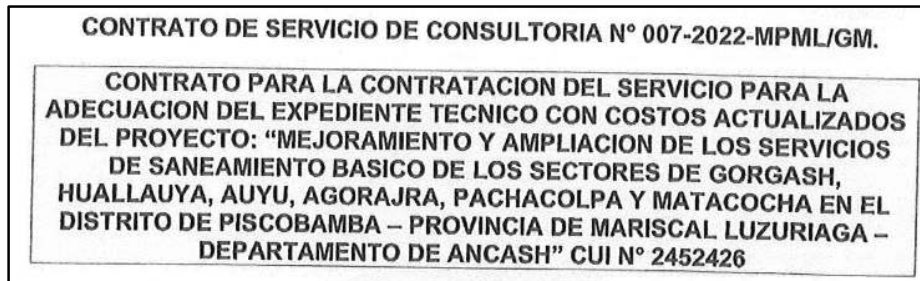 CONTRATO DE SERVICIO DE CONSULTORIA N° 007-2022-MPML/GM.
CONTRATO PARA LA CONTRATACION DEL SERVICIO PARA LA
ADECUACION DEL EXPEDIENTE TECNICO CON COSTOS ACTUALIZADOS
DEL PROYECTO: “MEJORAMIENTO Y AMPLIACION DE LOS SERVICIOS
DE SANEAMIENTO BASICO DE LOS SECTORES DE GORGASH,
HUALLAUYA, AUYU, AGORAJRA, PACHACOLPA Y MATACOCHA EN EL
DISTRITO DE PISCOBAMBA – PROVINCIA DE MARISCAL LUZURIAGA –
DEPARTAMENTO DE ANCASH” CUI N° 2452426